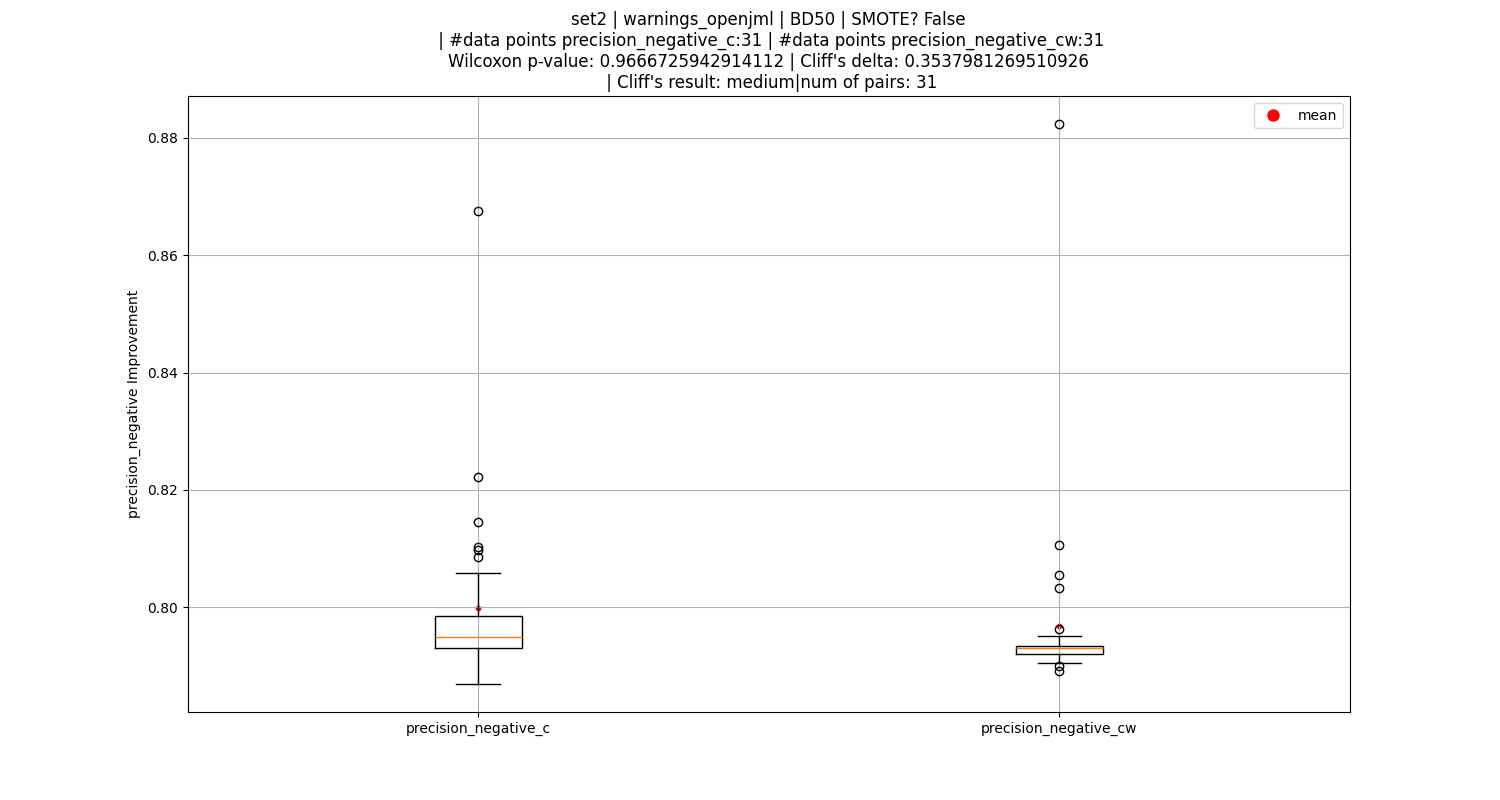 set2 | warnings_openjml | BD50 | SMOTE? False
| #data points precision_negative_c:31 | #data points precision_negative_cw:31
Wilcoxon p-value: 0.9666725942914112 | Cliff's delta: 0.3537981269510926
| Cliff's result: medium|num of pairs: 31
mean
0.88
0.86
0.84
0.82
0.80
precision_negative Improvement
precision_negative_c
precision_negative_cw